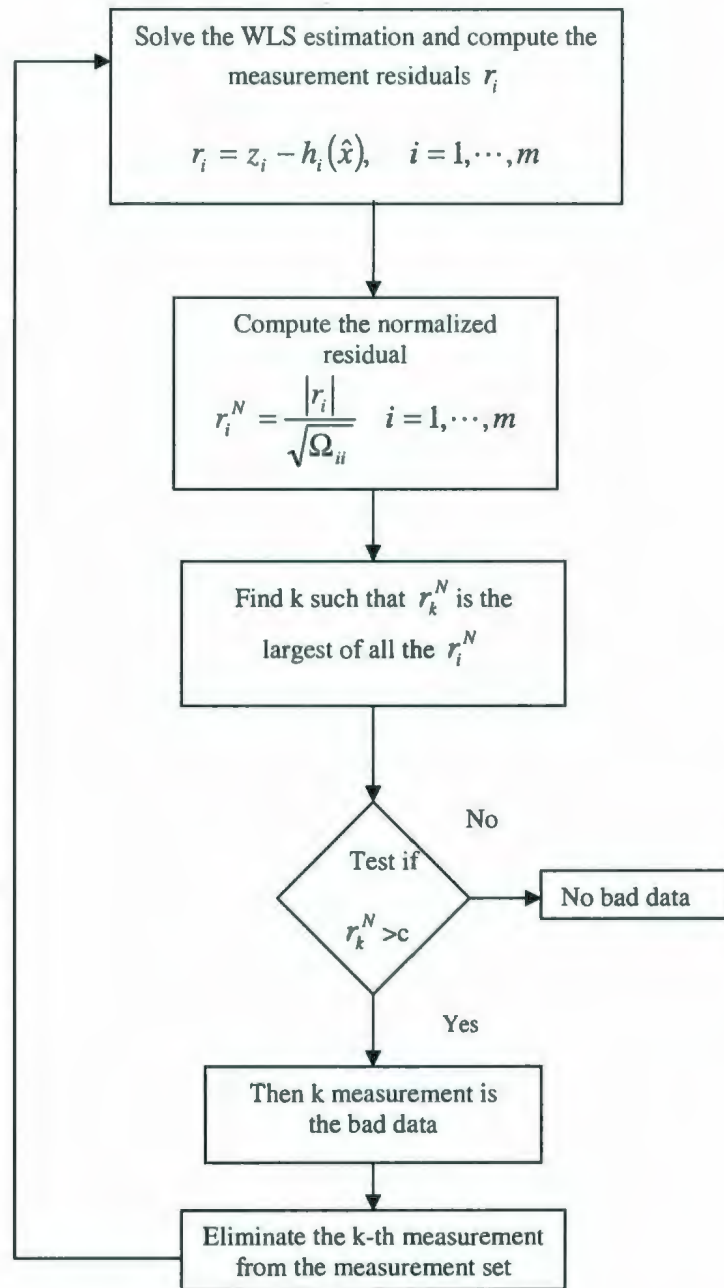 Solve the WLS estimation and compute the
measurement residuals r_i
r_i = z_i − h_i(x̂), i = 1,⋯,m
Compute the normalized
residual
r_i^N = |r_i| / √Ω_ii i = 1,⋯,m
Find k such that r_k^N is the
largest of all the r_i^N
Test if
r_k^N >c
No
No bad data
Yes
Then k measurement is
the bad data
Eliminate the k-th measurement
from the measurement set